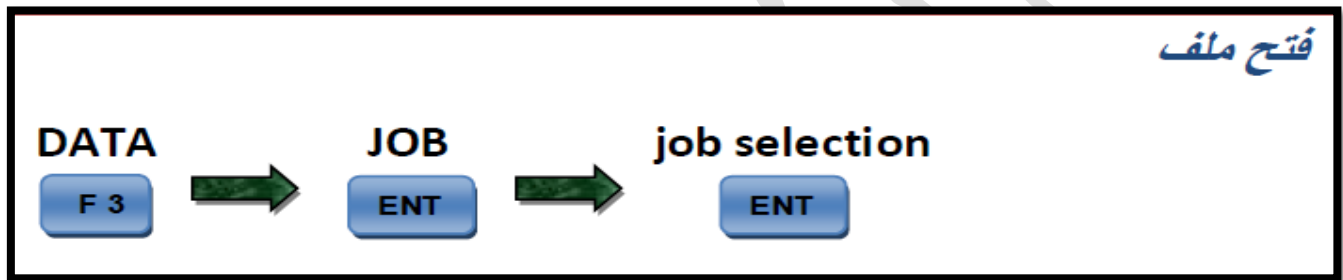 فتح ملف
DATA JOB job selection
F 3 ENT ENT